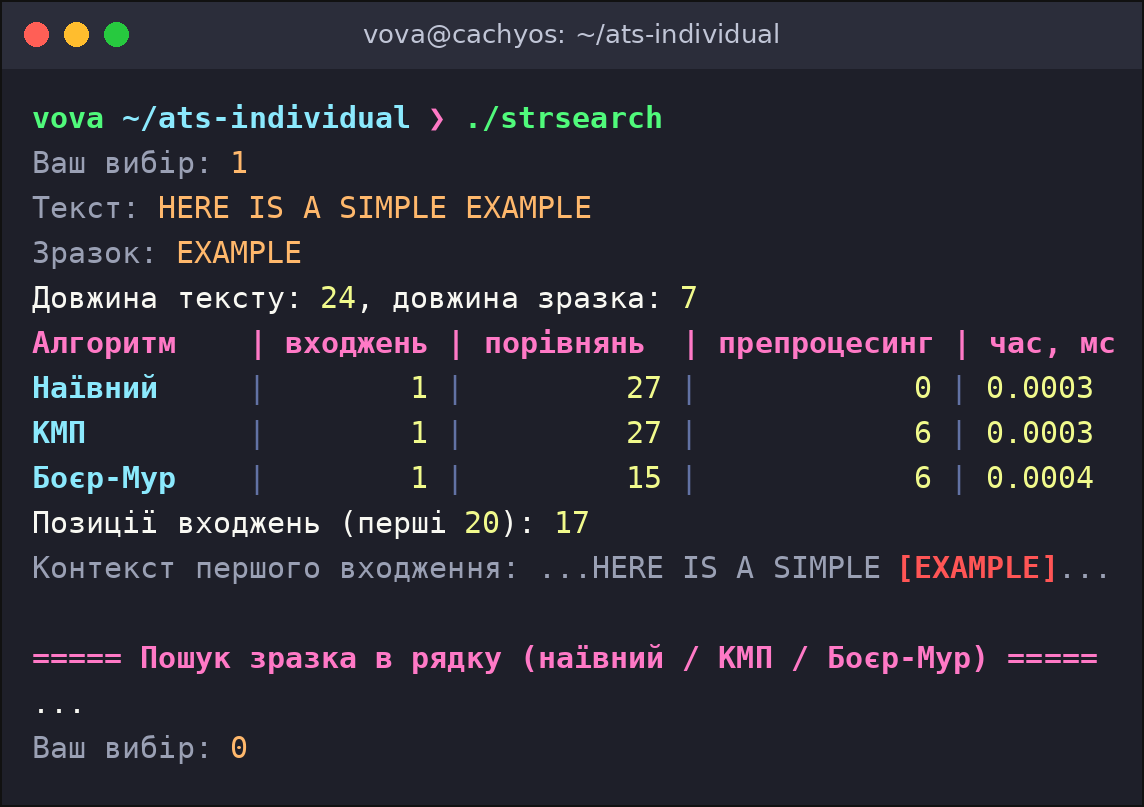 vova@cachyos: ~/ats-individual
vova ~/ats-individual ❯ ./strsearch
Ваш вибір: 1
Текст: HERE IS A SIMPLE EXAMPLE
Зразок: EXAMPLE
Довжина тексту: 24, довжина зразка: 7
Алгоритм    | входжень | порівнянь  | препроцесинг | час, мс
Наївний     |        1 |         27 |            0 | 0.0003
КМП         |        1 |         27 |            6 | 0.0003
Боєр-Мур    |        1 |         15 |            6 | 0.0004
Позиції входжень (перші 20): 17
Контекст першого входження: ...HERE IS A SIMPLE [EXAMPLE]...
===== Пошук зразка в рядку (наївний / КМП / Боєр-Мур) =====
...
Ваш вибір: 0